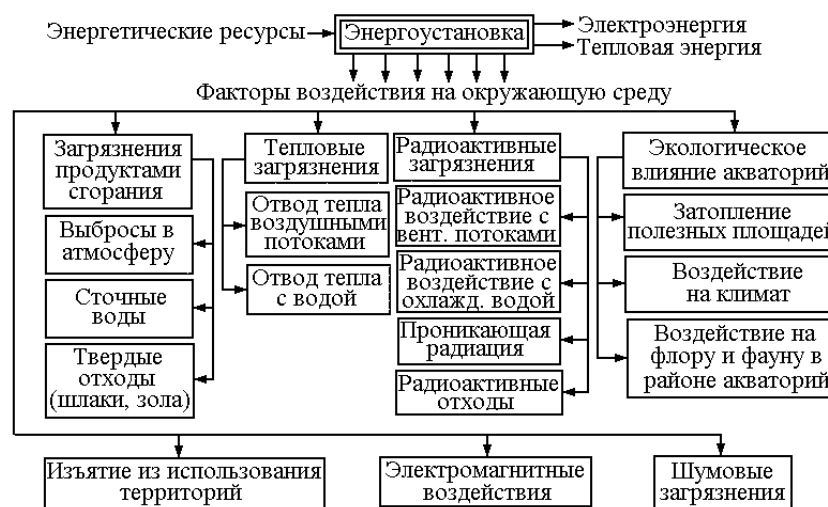 Энергетические ресурсы
Энергоустановка
Электроэнергия
Тепловая энергия
Факторы воздействия на окружающую среду
Загрязнения
продуктами
сгорания
Выбросы в
атмосферу
Сточные
воды
Твердые
отходы
(шлаки, зола)
Тепловые
загрязнения
Отвод тепла
воздушными
потоками
Отвод тепла
с водой
Радиоактивные
загрязнения
Радиоактивное
воздействие с
вент. потоками
Радиоактивное
воздействие с
охлажд. водой
Проникающая
радиация
Радиоактивные
отходы
Экологическое
влияние акваторий
Затопление
полезных площадей
Воздействие
на климат
Воздействие на
флору и фауну в
районе акваторий
Изъятие из использования
территорий
Электромагнитные
воздействия
Шумовые
загрязнения